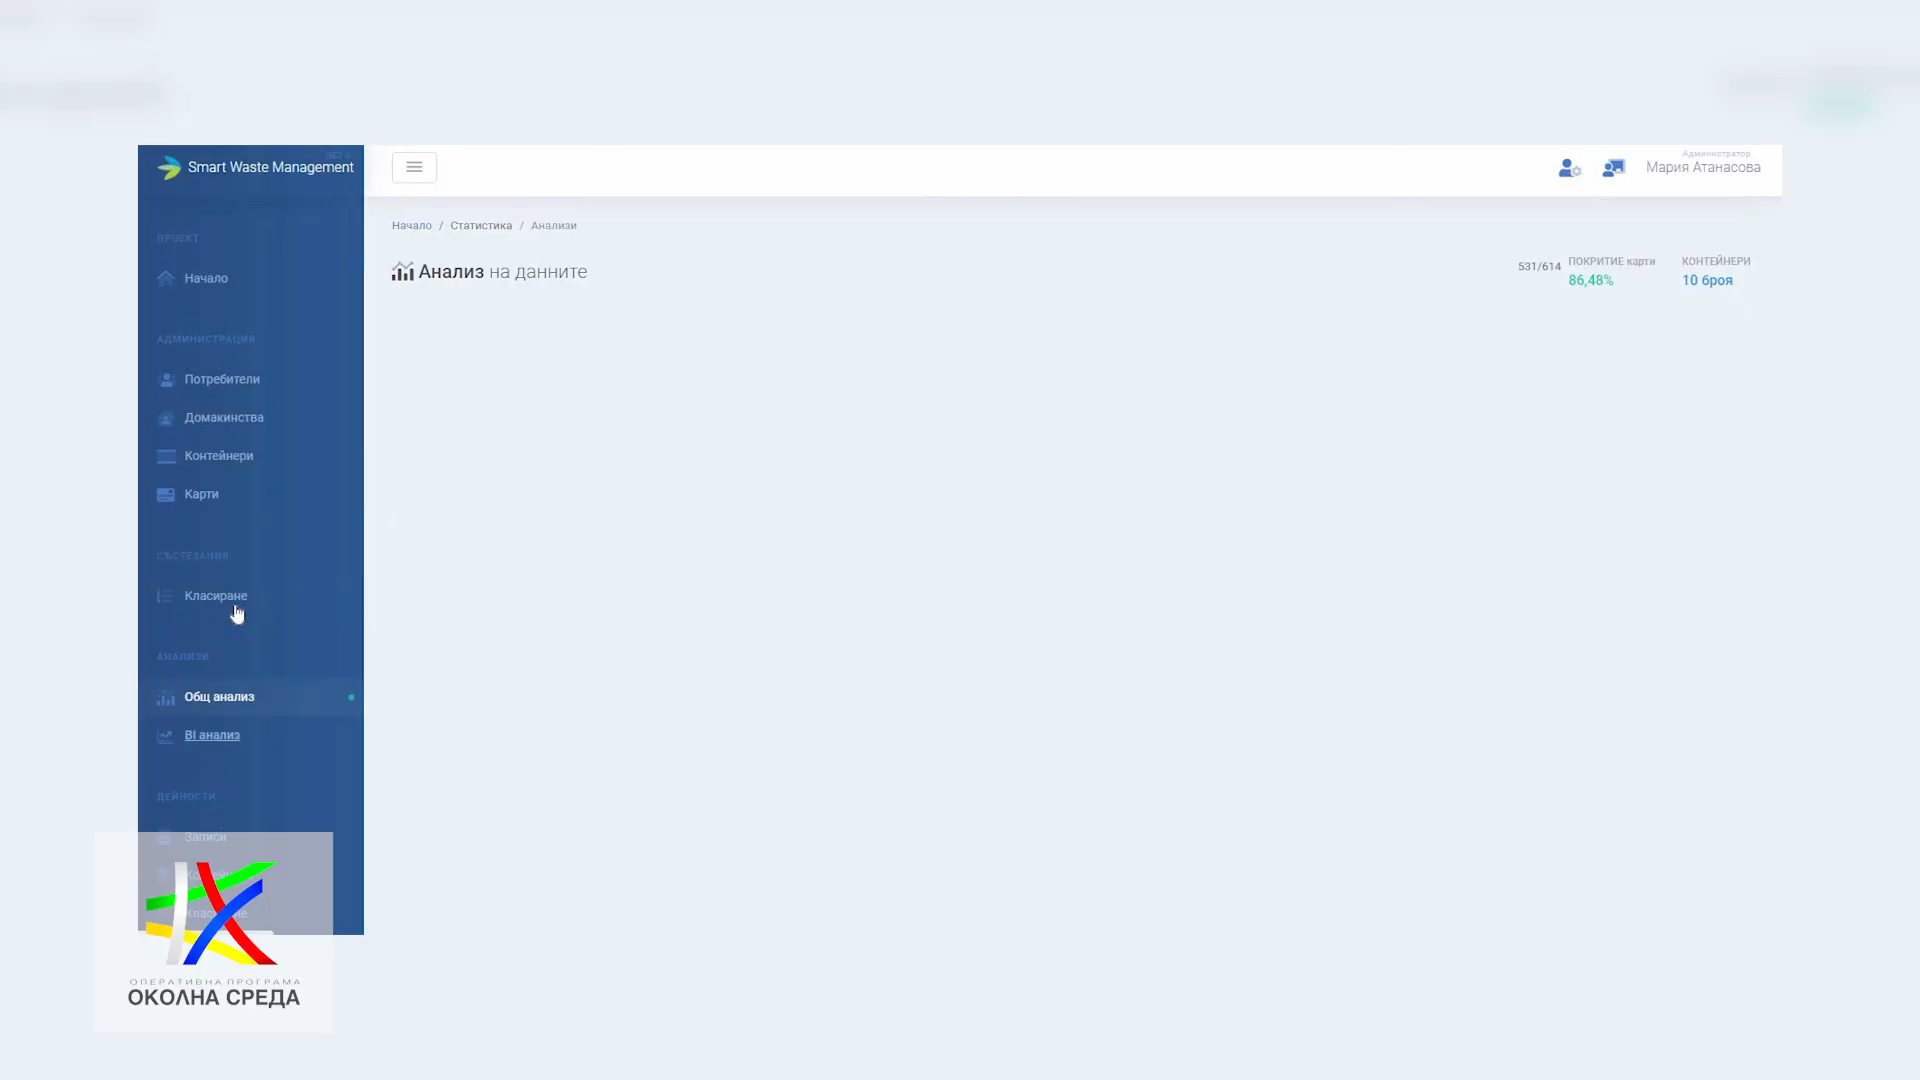 Smart Waste Management
Администратор
Мария Атанасова
Начало / Статистика / Анализи
Анализ на данните
531/614
ПОКРИТИЕ карти
86,48%
КОНТЕЙНЕРИ
10 броя
ПРОЕКТ
Начало
АДМИНИСТРАЦИЯ
Потребители
Домакинства
Контейнери
Карти
СЪСТЕЗАНИЯ
Класиране
АНАЛИЗИ
Общ анализ
BI анализ
ДЕЙНОСТИ
Записи
ОПЕРАТИВНА ПРОГРАМА
ОКОЛНА СРЕДА